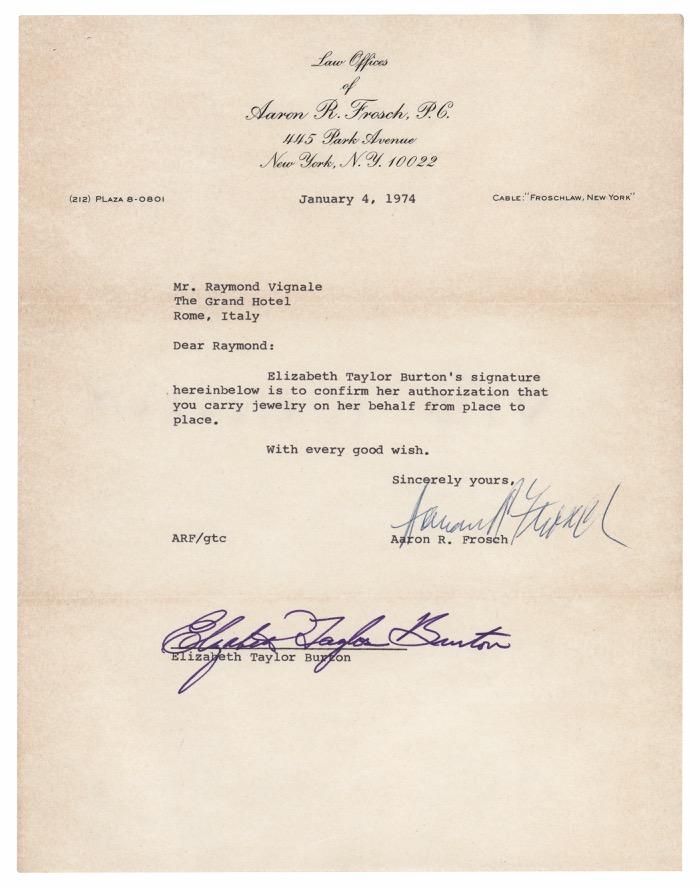 Law Offices
of
Aaron R. Frosch, P.C.
445 Park Avenue
New York, N.Y. 10022
(212) PLAZA 8-0801 January 4, 1974 CABLE: "FROSCHLAW, NEW YORK"
Mr. Raymond Vignale
The Grand Hotel
Rome, Italy
Dear Raymond:
Elizabeth Taylor Burton's signature
hereinbelow is to confirm her authorization that
you carry jewelry on her behalf from place to
place.
With every good wish.
Sincerely yours,
Aaron R Frosch
ARF/gtc Aaron R. Frosch
Elizabeth Taylor Burton
Elizabeth Taylor Burton